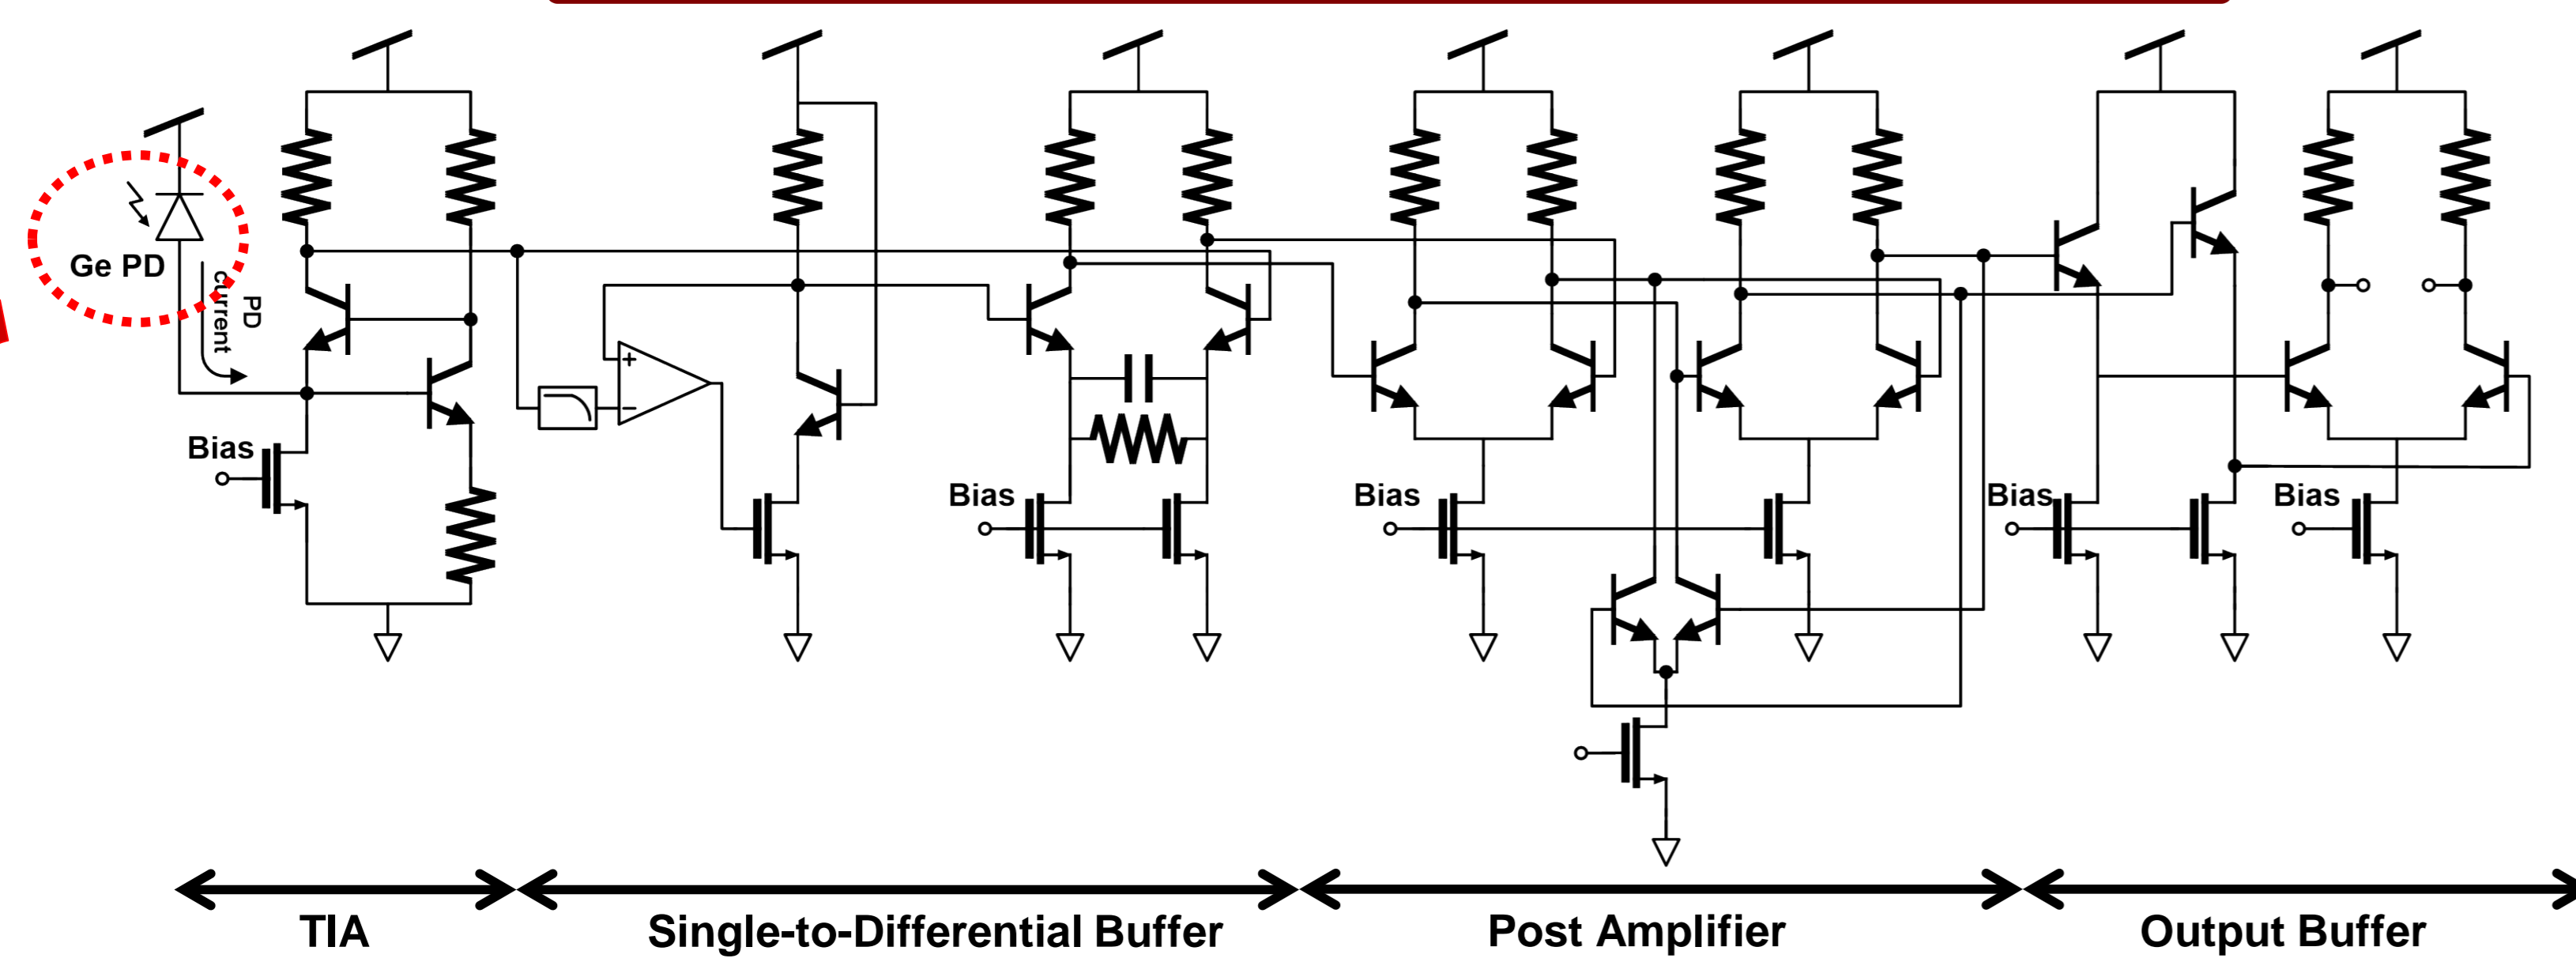 Ge PD
PD
current
Bias
+
−
Bias
Bias
Bias
Bias
TIA
Single-to-Differential Buffer
Post Amplifier
Output Buffer